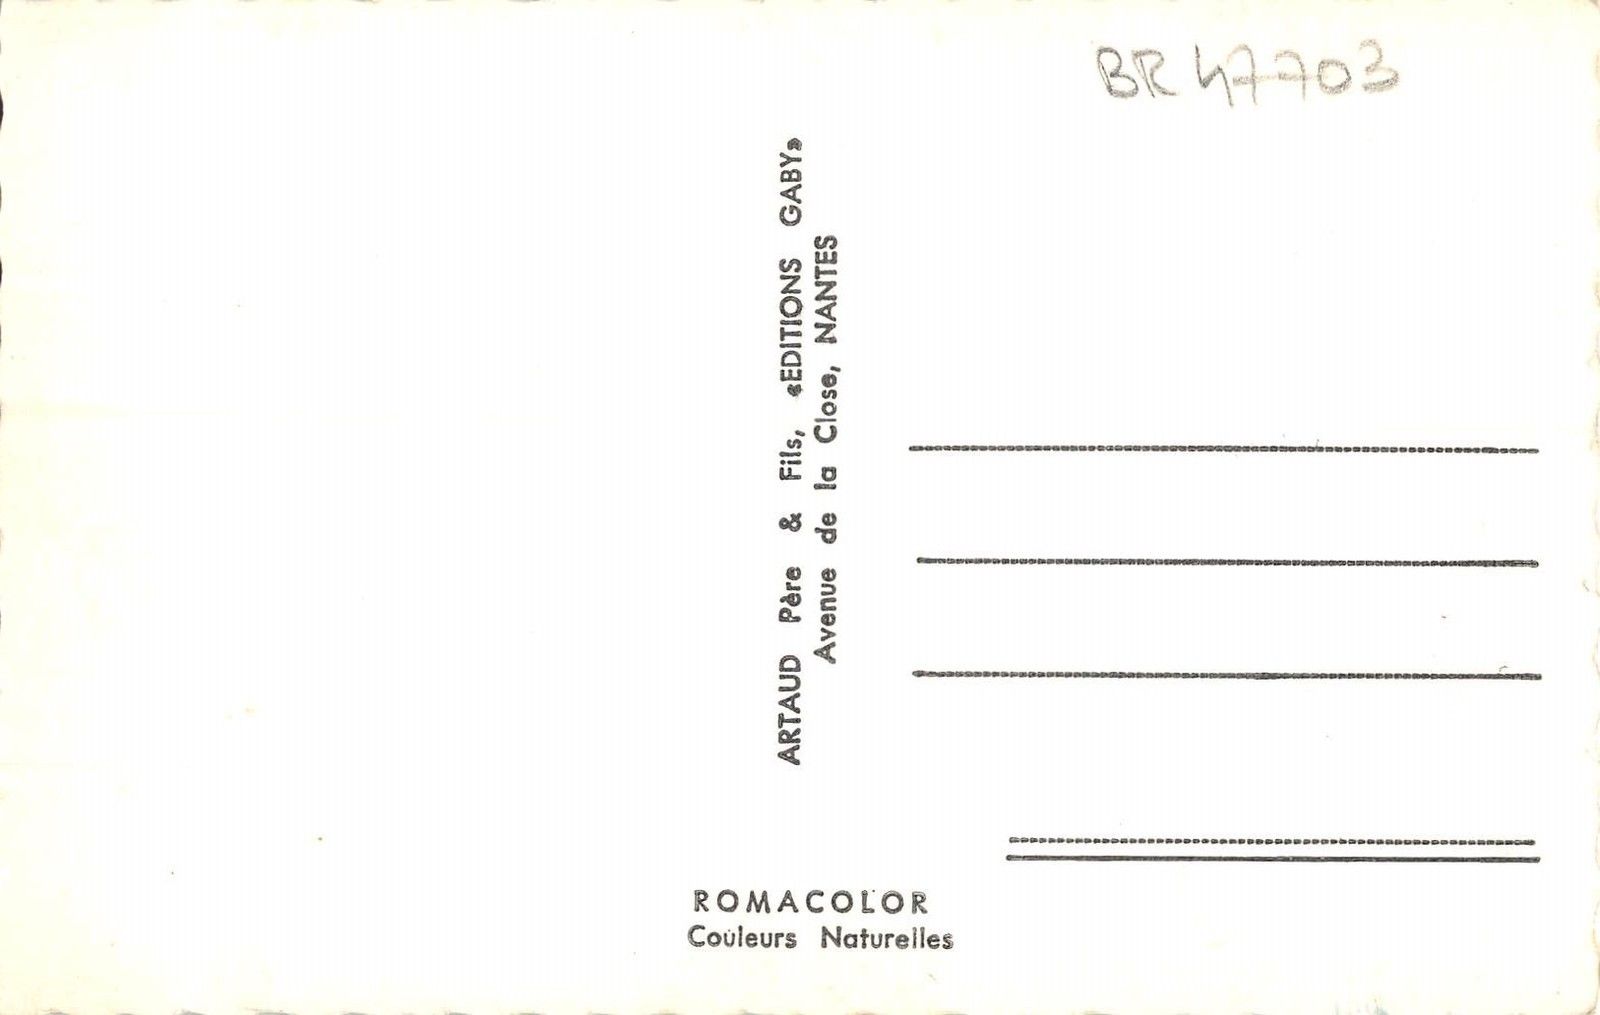 BR 47703
ARTAUD Père & Fils, «EDITIONS GABY»
Avenue de la Close, NANTES
ROMACOLOR
Couleurs Naturelles